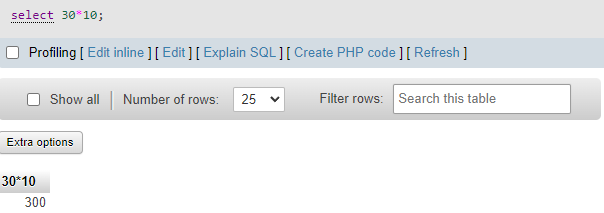 select 30*10;
Profiling [ Edit inline ] [ Edit ] [ Explain SQL ] [ Create PHP code ] [ Refresh ]
Show all Number of rows: 25 Filter rows: Search this table
Extra options
30*10
300